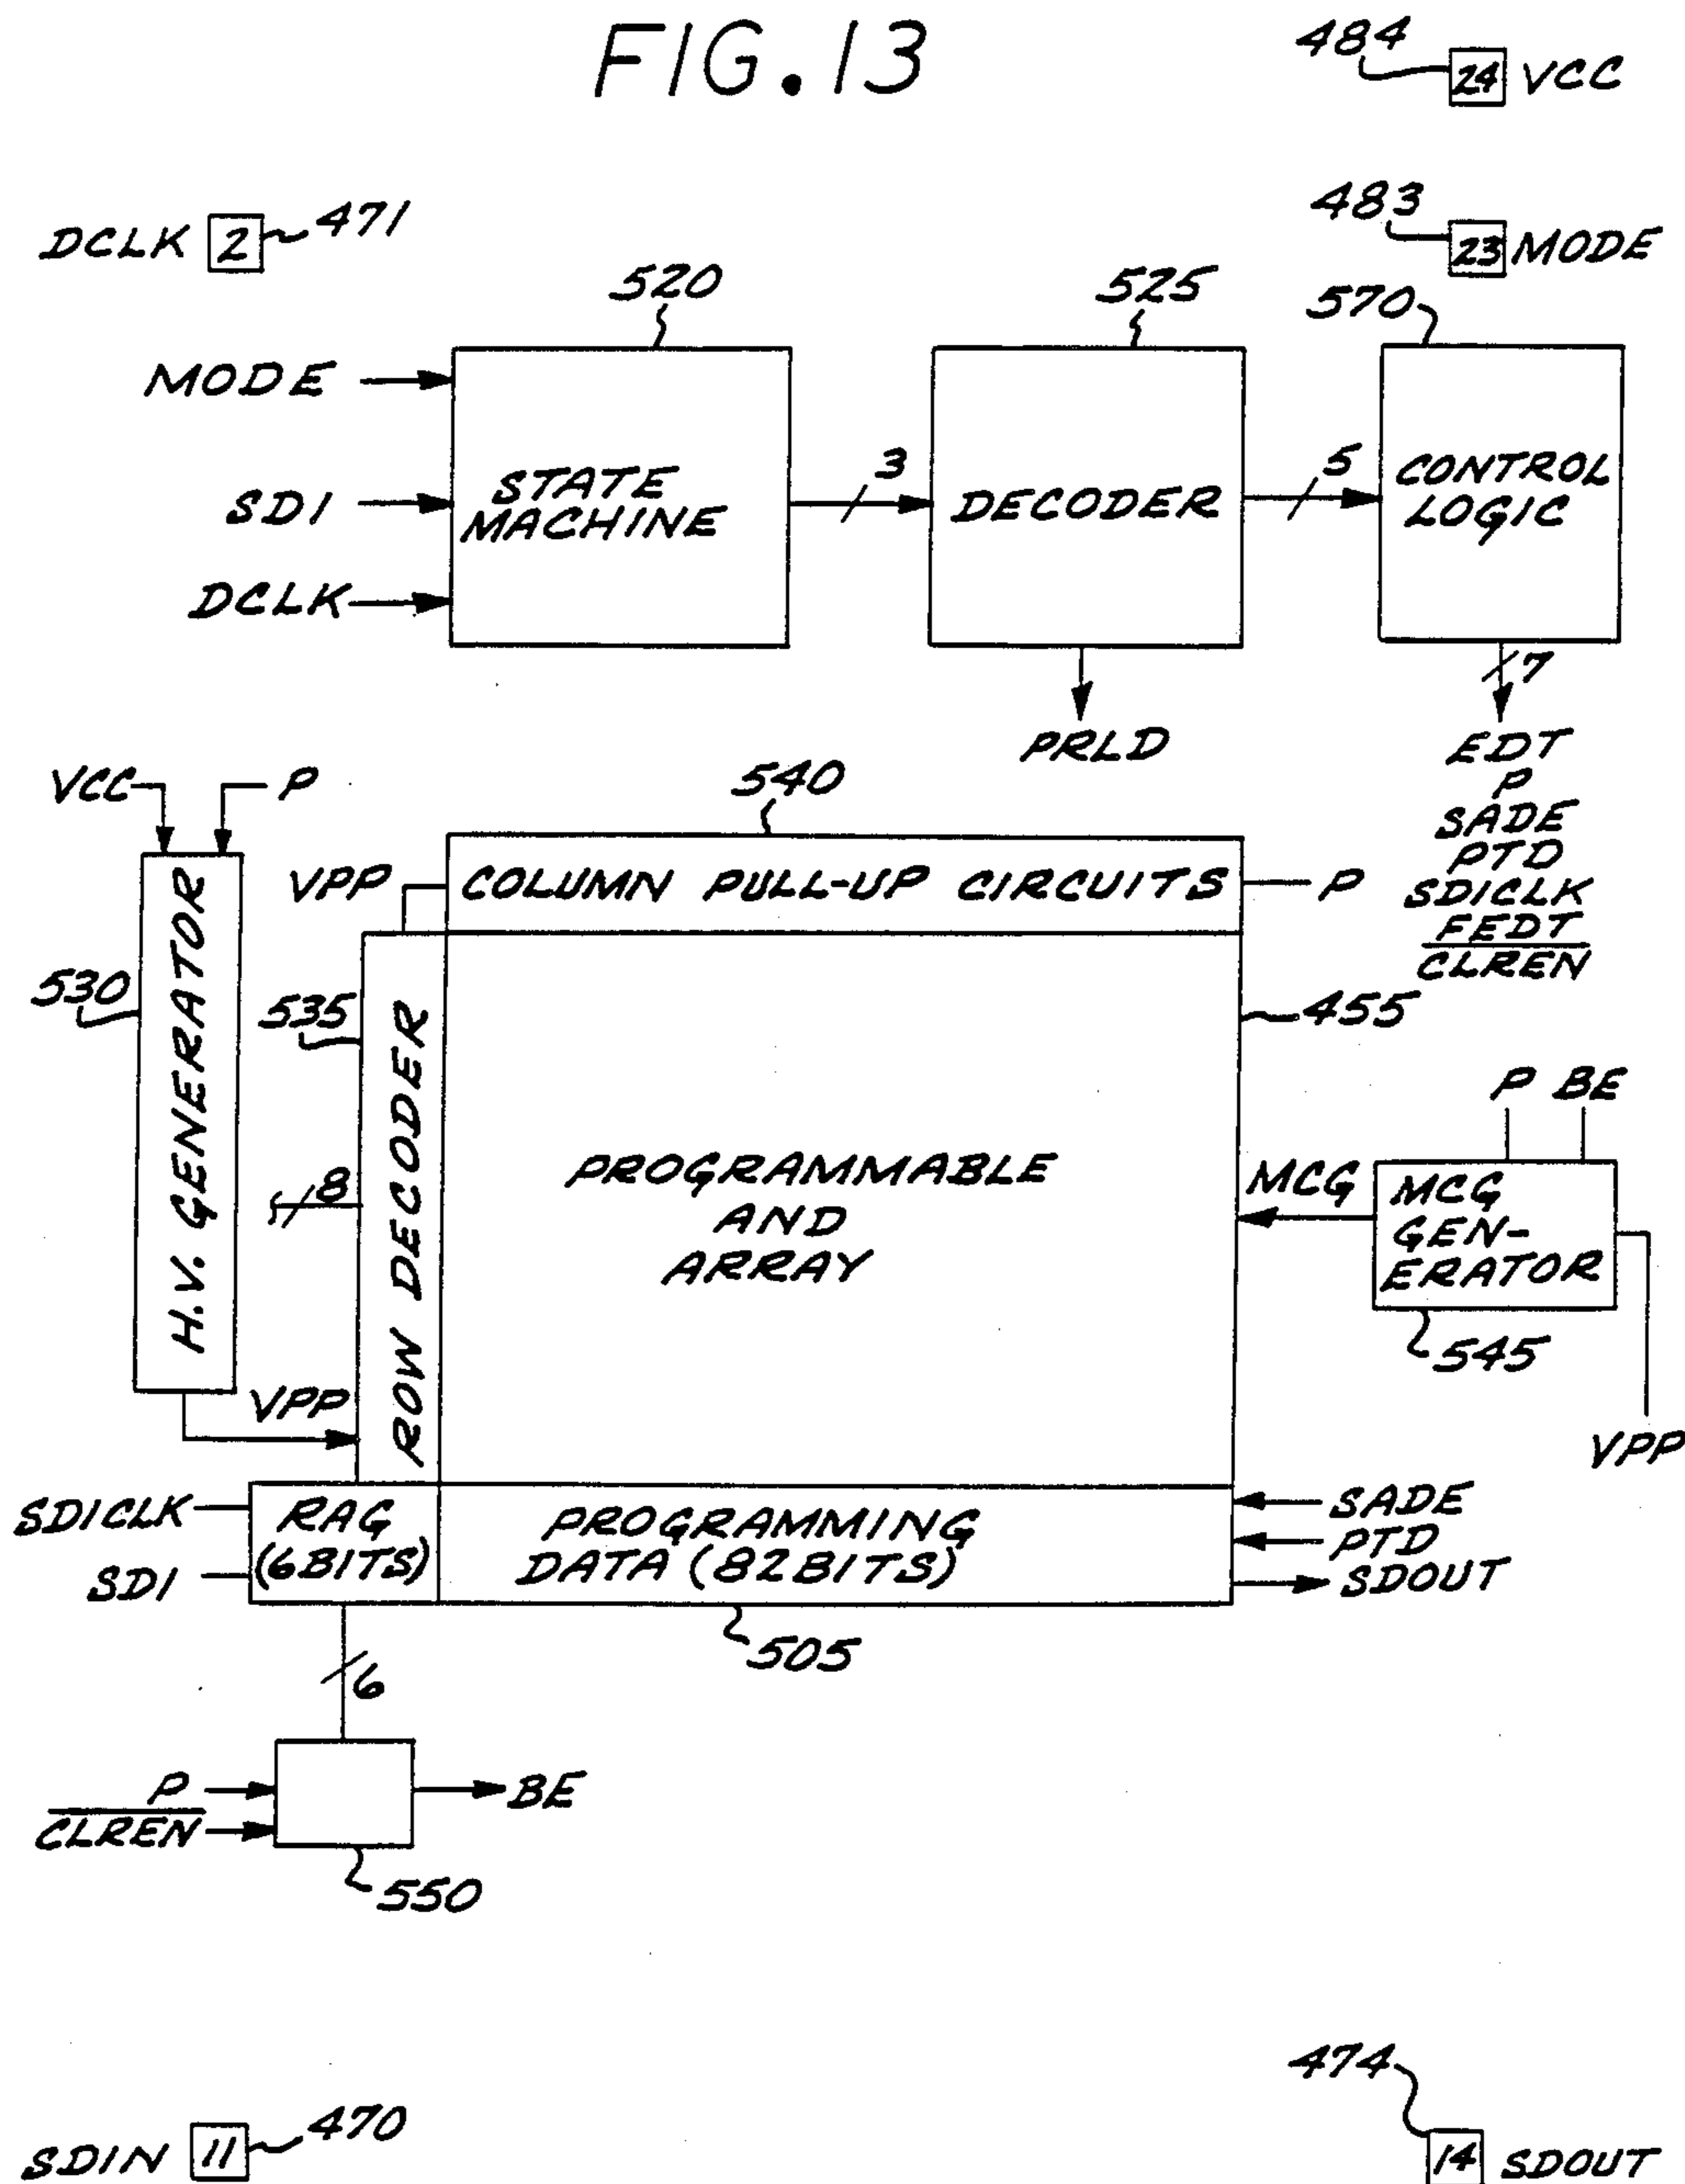 FIG. 13
484
24 VCC
DCLK 2 471
483
23 MODE
520
525
570
MODE
SDI
DCLK
STATE
MACHINE
3
DECODER
5
CONTROL
LOGIC
7
PRLD
EDT
P
SADE
PTD
SDICLK
FEDT
CLREN
VCC
P
540
VPP
COLUMN PULL-UP CIRCUITS
P
530
H.V. GENERATOR
535
ROW DECODER
455
8
PROGRAMMABLE
AND
ARRAY
P BE
MCG
MCG
GEN-
ERATOR
545
VPP
VPP
SDICLK
SDI
RAG
(6BITS)
PROGRAMMING
DATA (82BITS)
SADE
PTD
SDOUT
505
6
P
CLREN
BE
550
474
SDIN 11 470
14 SDOUT